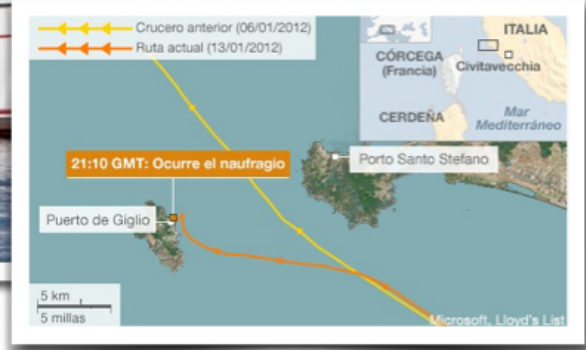 Crucero anterior (06/01/2012)
Ruta actual (13/01/2012)
ITALIA
CÓRCEGA
(Francia)
Civitavecchia
CERDEÑA
Mar
Mediterráneo
21:10 GMT: Ocurre el naufragio
Porto Santo Stefano
Puerto de Giglio
5 km
5 millas
Microsoft, Lloyd's List